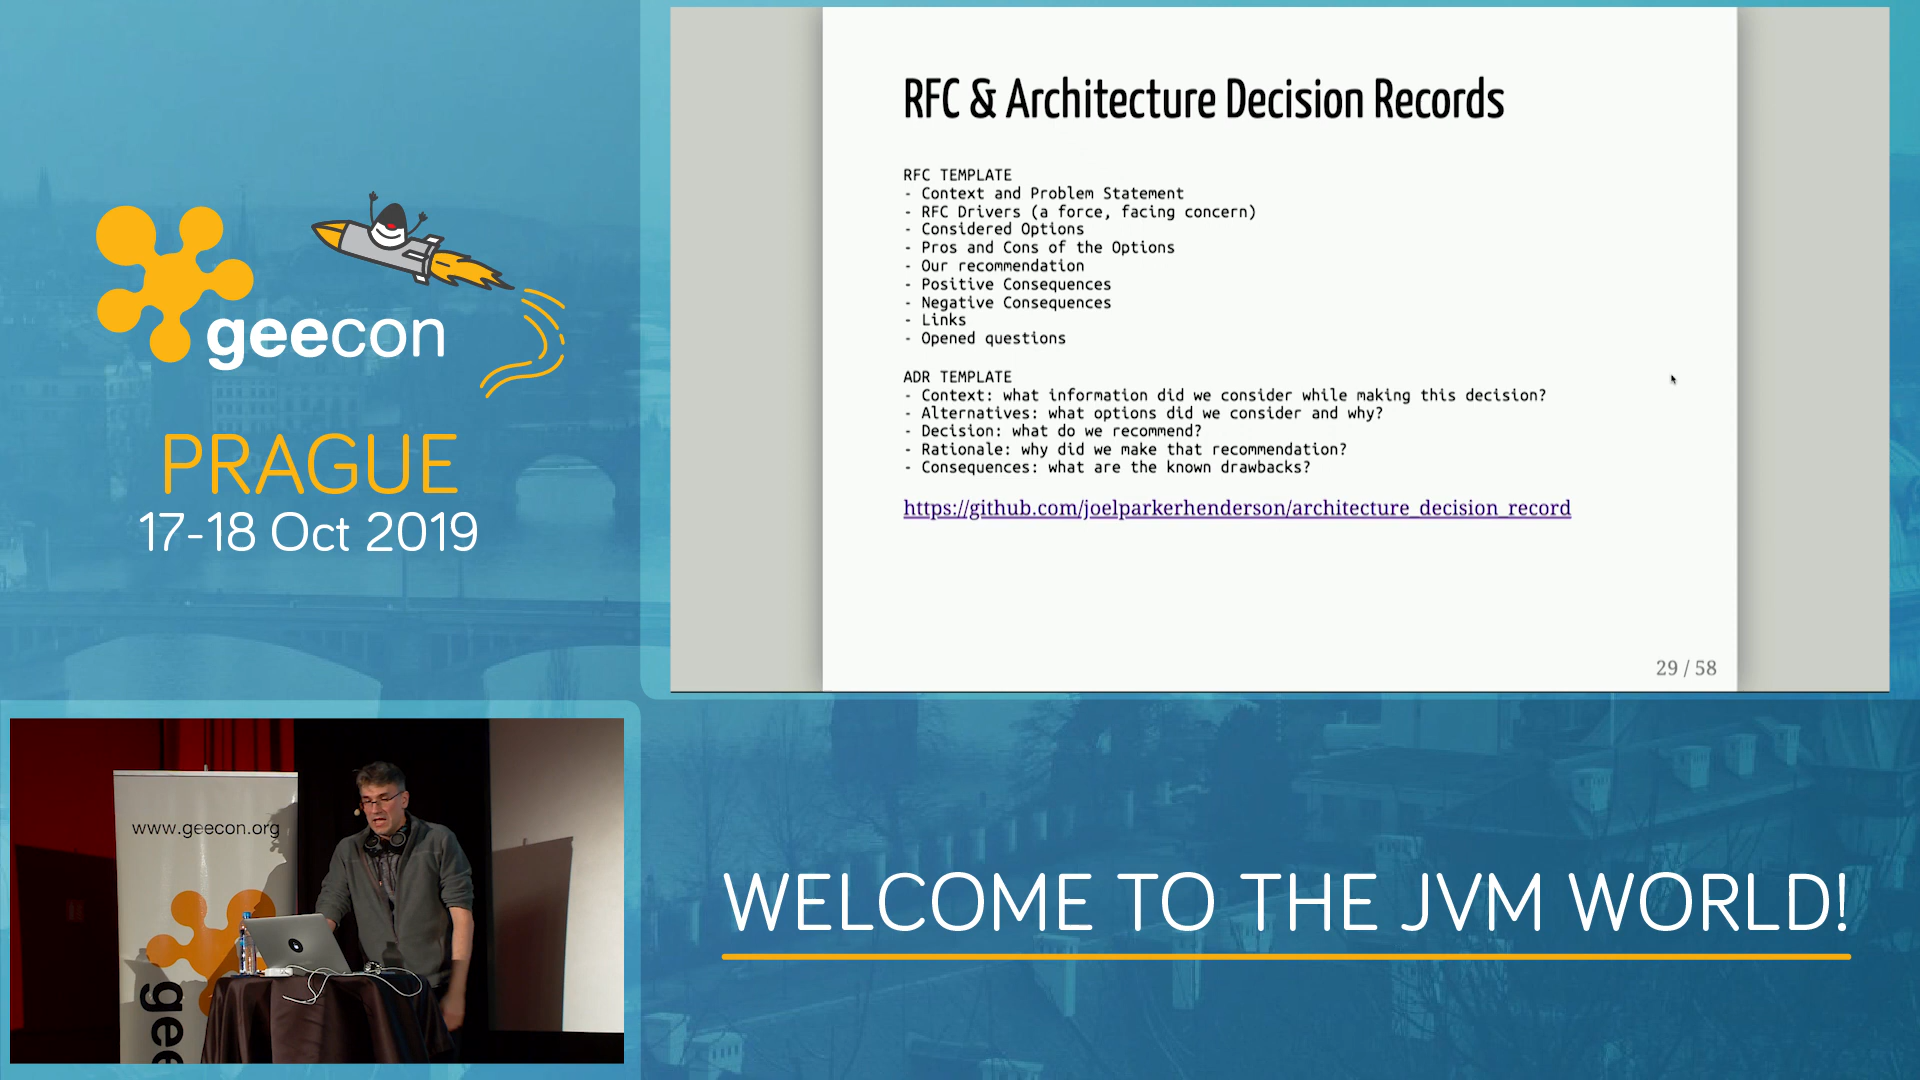 geecon
PRAGUE
17-18 Oct 2019
RFC & Architecture Decision Records
RFC TEMPLATE
- Context and Problem Statement
- RFC Drivers (a force, facing concern)
- Considered Options
- Pros and Cons of the Options
- Our recommendation
- Positive Consequences
- Negative Consequences
- Links
- Opened questions
ADR TEMPLATE
- Context: what information did we consider while making this decision?
- Alternatives: what options did we consider and why?
- Decision: what do we recommend?
- Rationale: why did we make that recommendation?
- Consequences: what are the known drawbacks?
https://github.com/joelparkerhenderson/architecture_decision_record
29 / 58
www.geecon.org
gee
WELCOME TO THE JVM WORLD!